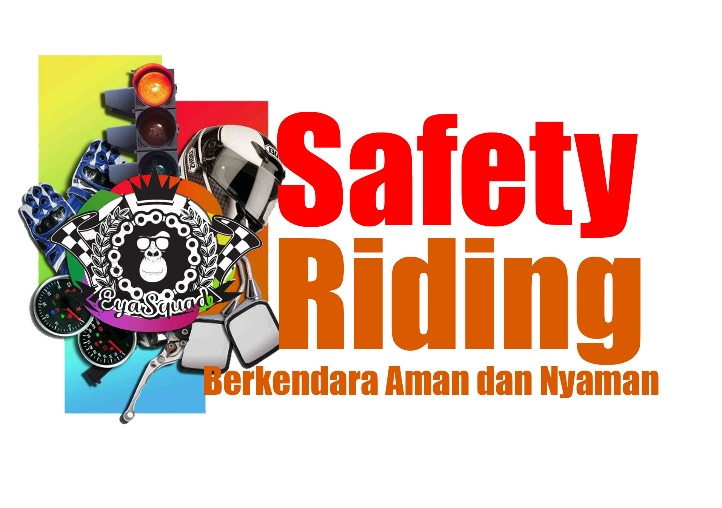 Safety
Riding
Berkendara Aman dan Nyaman
EyaSquad